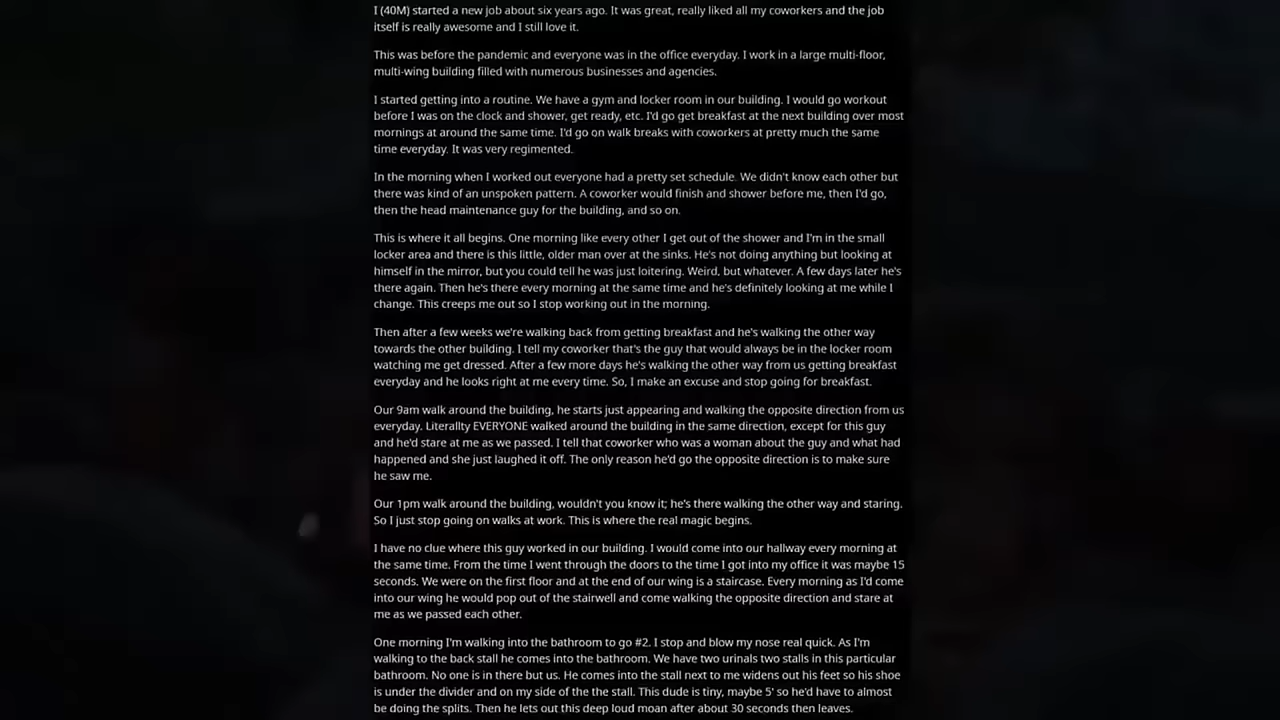 I (40M) started a new job about six years ago. It was great, really liked all my coworkers and the job
itself is really awesome and I still love it.
This was before the pandemic and everyone was in the office everyday. I work in a large multi-floor,
multi-wing building filled with numerous businesses and agencies.
I started getting into a routine. We have a gym and locker room in our building. I would go workout
before I was on the clock and shower, get ready, etc. I'd go get breakfast at the next building over most
mornings at around the same time. I'd go on walk breaks with coworkers at pretty much the same
time everyday. It was very regimented.
In the morning when I worked out everyone had a pretty set schedule. We didn't know each other but
there was kind of an unspoken pattern. A coworker would finish and shower before me, then I'd go,
then the head maintenance guy for the building, and so on.
This is where it all begins. One morning like every other I get out of the shower and I'm in the small
locker area and there is this little, older man over at the sinks. He's not doing anything but looking at
himself in the mirror, but you could tell he was just loitering. Weird, but whatever. A few days later he's
there again. Then he's there every morning at the same time and he's definitely looking at me while I
change. This creeps me out so I stop working out in the morning.
Then after a few weeks we're walking back from getting breakfast and he's walking the other way
towards the other building. I tell my coworker that's the guy that would always be in the locker room
watching me get dressed. After a few more days he's walking the other way from us getting breakfast
everyday and he looks right at me every time. So, I make an excuse and stop going for breakfast.
Our 9am walk around the building, he starts just appearing and walking the opposite direction from us
everyday. Literallty EVERYONE walked around the building in the same direction, except for this guy
and he'd stare at me as we passed. I tell that coworker who was a woman about the guy and what had
happened and she just laughed it off. The only reason he'd go the opposite direction is to make sure
he saw me.
Our 1pm walk around the building, wouldn't you know it; he's there walking the other way and staring.
So I just stop going on walks at work. This is where the real magic begins.
I have no clue where this guy worked in our building. I would come into our hallway every morning at
the same time. From the time I went through the doors to the time I got into my office it was maybe 15
seconds. We were on the first floor and at the end of our wing is a staircase. Every morning as I'd come
into our wing he would pop out of the stairwell and come walking the opposite direction and stare at
me as we passed each other.
One morning I'm walking into the bathroom to go #2. I stop and blow my nose real quick. As I'm
walking to the back stall he comes into the bathroom. We have two urinals two stalls in this particular
bathroom. No one is in there but us. He comes into the stall next to me widens out his feet so his shoe
is under the divider and on my side of the the stall. This dude is tiny, maybe 5' so he'd have to almost
be doing the splits. Then he lets out this deep loud moan after about 30 seconds then leaves.